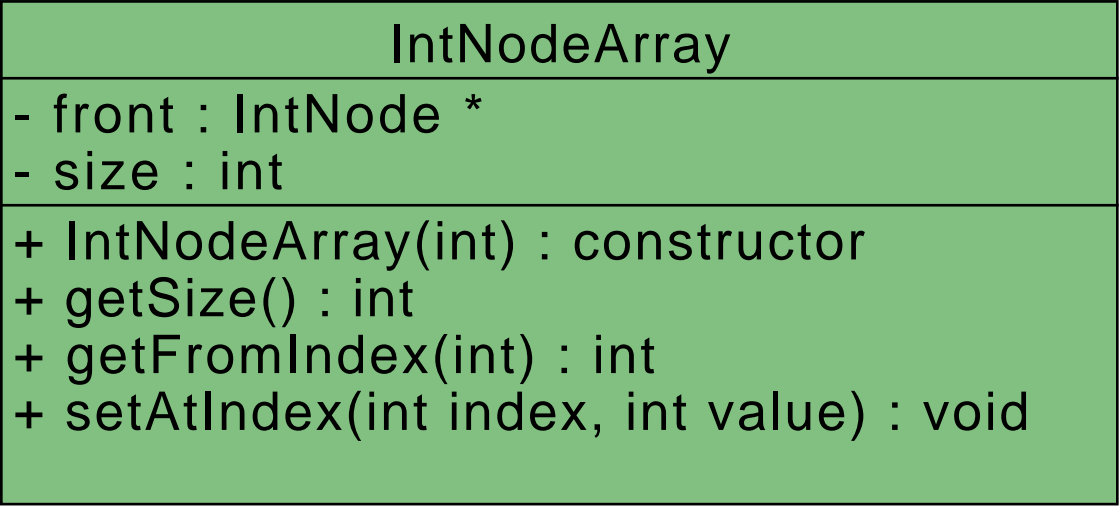 IntNodeArray
- front : IntNode *
- size : int
+ IntNodeArray(int) : constructor
+ getSize() : int
+ getFromIndex(int) : int
+ setAtIndex(int index, int value) : void